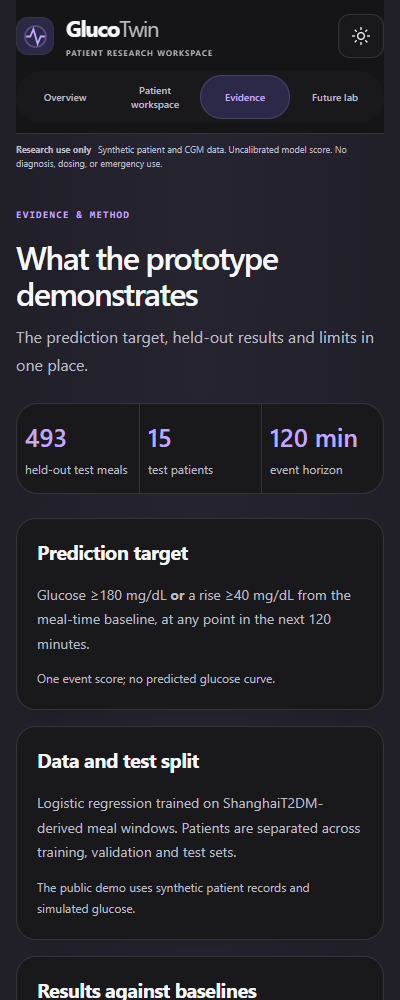 GlucoTwin
PATIENT RESEARCH WORKSPACE
Overview
Patient
workspace
Evidence
Future lab
Research use only Synthetic patient and CGM data. Uncalibrated model score. No
diagnosis, dosing, or emergency use.
EVIDENCE & METHOD
What the prototype
demonstrates
The prediction target, held-out results and limits in
one place.
493
held-out test meals
15
test patients
120 min
event horizon
Prediction target
Glucose ≥180 mg/dL or a rise ≥40 mg/dL from the
meal-time baseline, at any point in the next 120
minutes.
One event score; no predicted glucose curve.
Data and test split
Logistic regression trained on ShanghaiT2DM-
derived meal windows. Patients are separated across
training, validation and test sets.
The public demo uses synthetic patient records and
simulated glucose.
Results against baselines